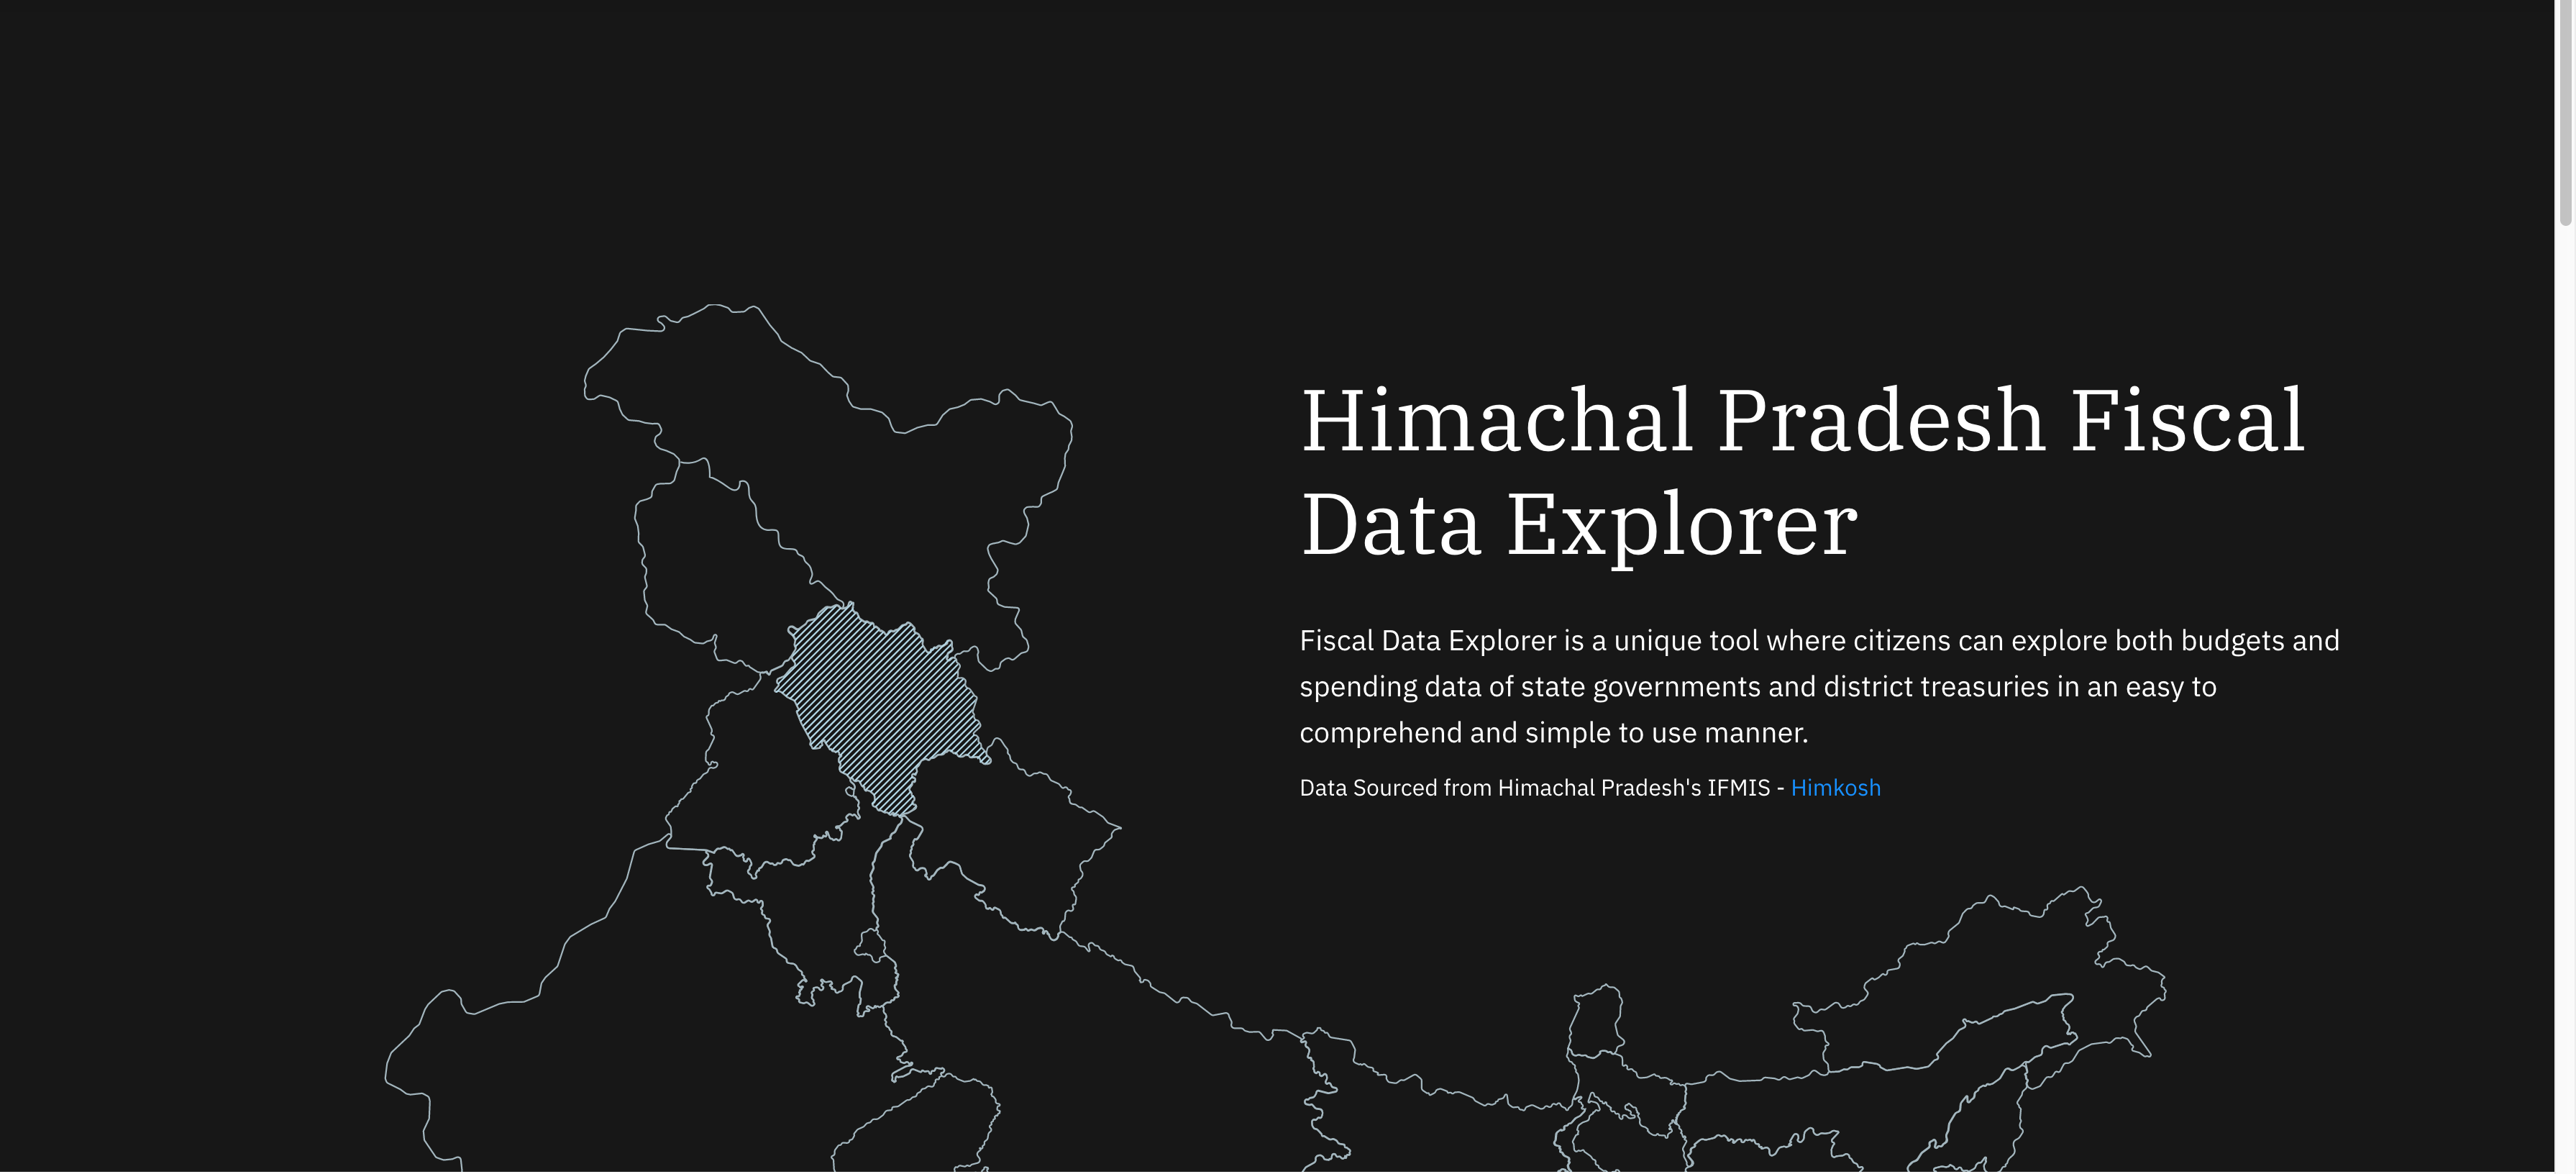 Himachal Pradesh Fiscal
Data Explorer
Fiscal Data Explorer is a unique tool where citizens can explore both budgets and
spending data of state governments and district treasuries in an easy to
comprehend and simple to use manner.
Data Sourced from Himachal Pradesh's IFMIS - Himkosh